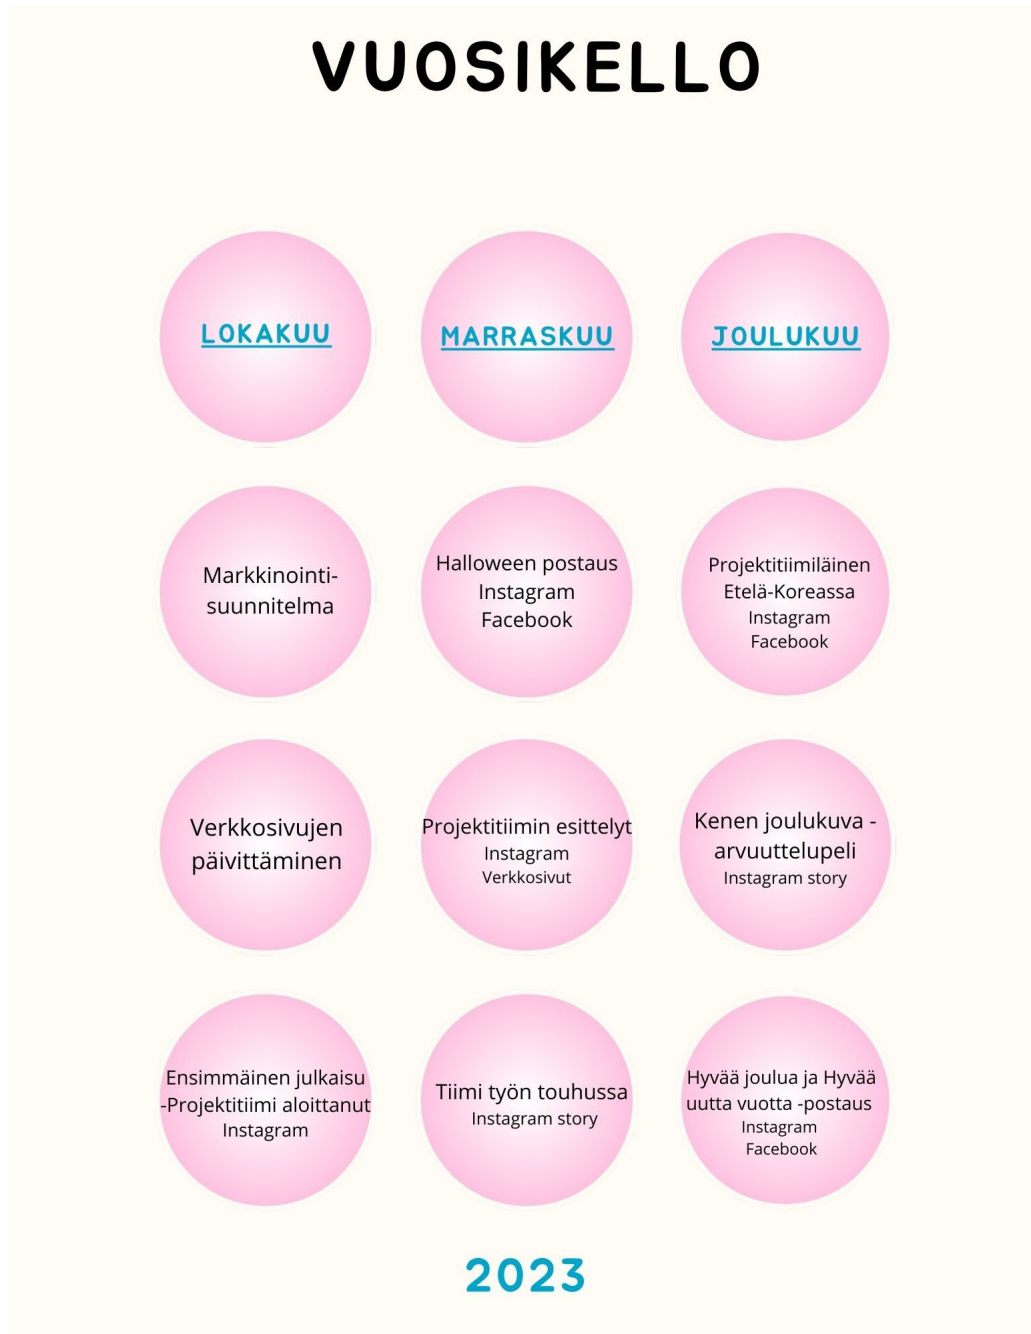 VUOSIKELLO
LOKAKUU
MARRASKUU
JOULUKUU
Markkinointi-
suunnitelma
Halloween postaus
Instagram
Facebook
Projektitiimiläinen
Etelä-Koreassa
Instagram
Facebook
Verkkosivujen
päivittäminen
Projektitiimin esittelyt
Instagram
Verkkosivut
Kenen joulukuva -
arvuuttelupeli
Instagram story
Ensimmäinen julkaisu
-Projektitiimi aloittanut
Instagram
Tiimi työn touhussa
Instagram story
Hyvää joulua ja Hyvää
uutta vuotta -postaus
Instagram
Facebook
2023